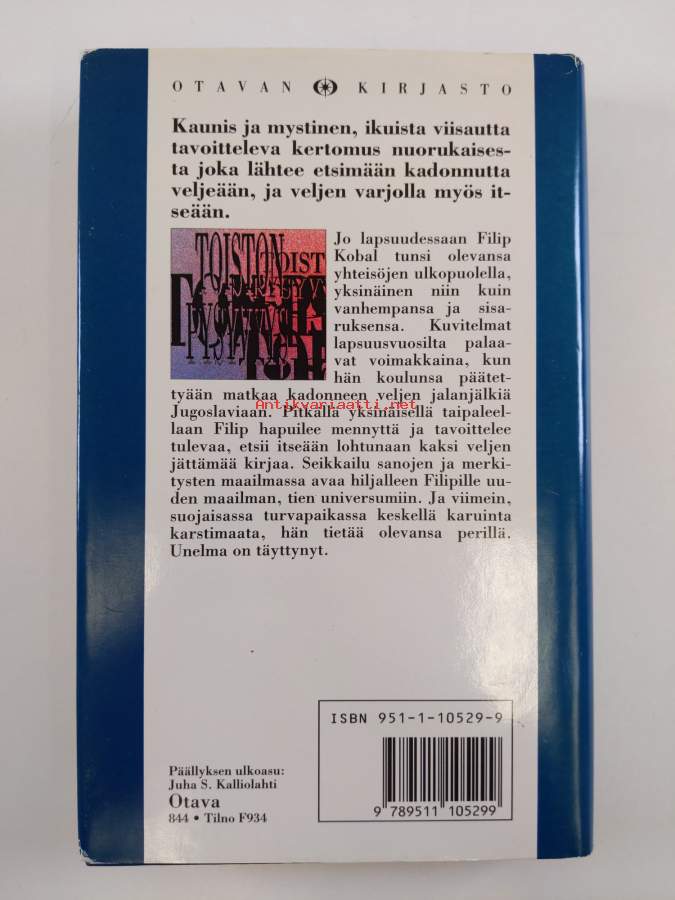 OTAVAN KIRJASTO
Kaunis ja mystinen, ikuista viisautta
tavoitteleva kertomus nuorukaises-
ta joka lähtee etsimään kadonnutta
veljeään, ja veljen varjolla myös it-
seään.
TOISTON
Jo lapsuudessaan Filip
Kobal tunsi olevansa
yhteisöjen ulkopuolella,
yksinäinen niin kuin
vanhempansa ja sisa-
ruksensa. Kuvitelmat
lapsuusvuosilta palaa-
vat voimakkaina, kun
hän koulunsa päätet-
tyään matkaa kadonneen veljen jalanjälkiä
Antikvariaatti.net
Jugoslaviaan. Pitkällä yksinäisellä taipaleel-
laan Filip hapuilee mennyttä ja tavoittelee
tulevaa, etsii itseään lohtunaan kaksi veljen
jättämää kirjaa. Seikkailu sanojen ja merki-
tysten maailmassa avaa hiljalleen Filipille uu-
den maailman, tien universumiin. Ja viimein,
suojaisassa turvapaikassa keskellä karuinta
karstimaata, hän tietää olevansa perillä.
Unelma on täyttynyt.
ISBN 951-1-10529-9
9 789511 105299
Päällyksen ulkoasu:
Juha S. Kalliolahti
Otava
844 • Tilno F934